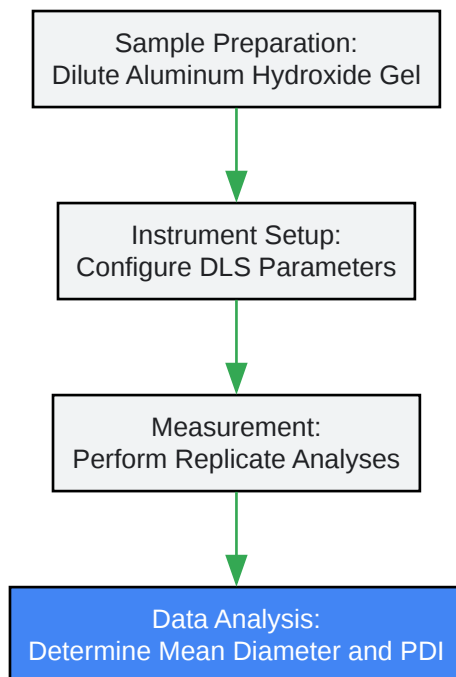 Sample Preparation:
Dilute Aluminum Hydroxide Gel
Instrument Setup:
Configure DLS Parameters
Measurement:
Perform Replicate Analyses
Data Analysis:
Determine Mean Diameter and PDI